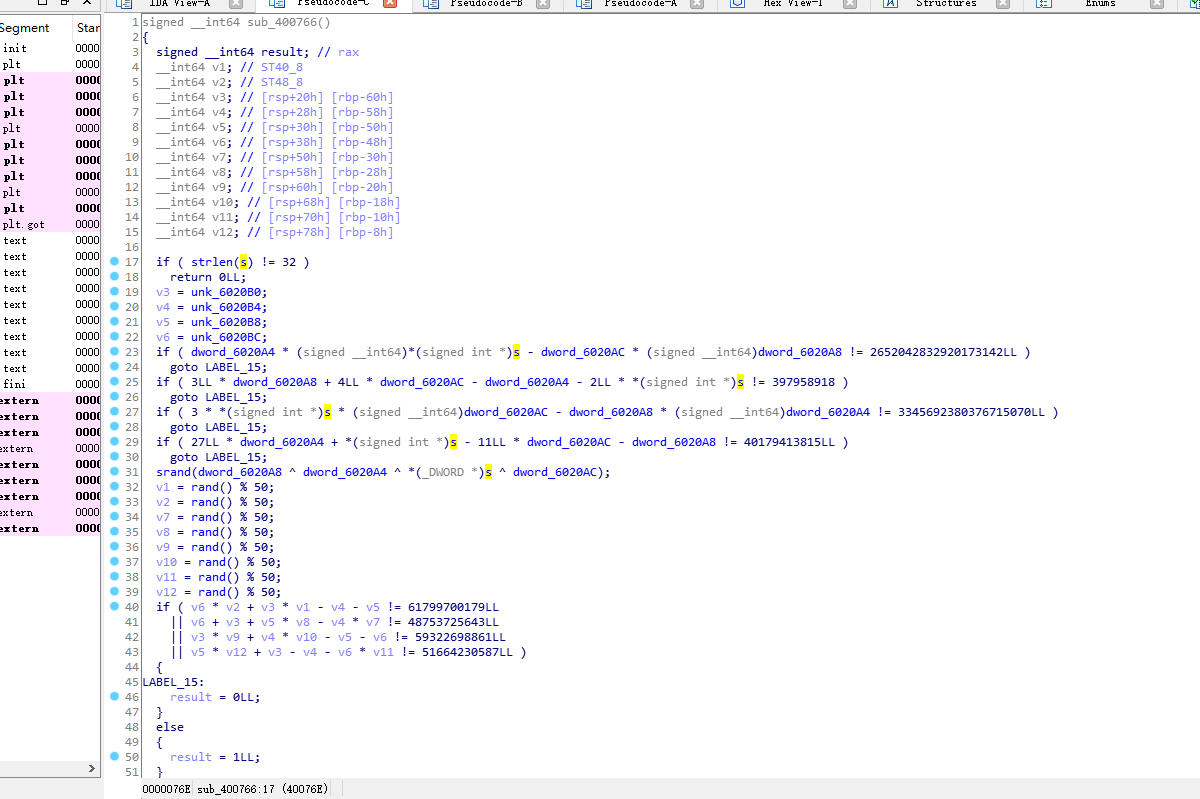 IDA View-A
Pseudocode-C
Pseudocode-B
Pseudocode-A
Hex View-1
Structures
Enums
Segment Star
init 0000
plt 0000
plt 0000
plt 0000
plt 0000
plt 0000
plt 0000
plt 0000
plt 0000
plt 0000
plt 0000
plt.got 0000
text 0000
text 0000
text 0000
text 0000
text 0000
text 0000
text 0000
text 0000
text 0000
fini 0000
extern 0000
extern 0000
extern 0000
extern 0000
extern 0000
extern 0000
extern 0000
extern 0000
extern 0000
1 signed __int64 sub_400766()
2 {
3 signed __int64 result; // rax
4 __int64 v1; // ST40_8
5 __int64 v2; // ST48_8
6 __int64 v3; // [rsp+20h] [rbp-60h]
7 __int64 v4; // [rsp+28h] [rbp-58h]
8 __int64 v5; // [rsp+30h] [rbp-50h]
9 __int64 v6; // [rsp+38h] [rbp-48h]
10 __int64 v7; // [rsp+50h] [rbp-30h]
11 __int64 v8; // [rsp+58h] [rbp-28h]
12 __int64 v9; // [rsp+60h] [rbp-20h]
13 __int64 v10; // [rsp+68h] [rbp-18h]
14 __int64 v11; // [rsp+70h] [rbp-10h]
15 __int64 v12; // [rsp+78h] [rbp-8h]
16
17 if ( strlen(s) != 32 )
18 return 0LL;
19 v3 = unk_6020B0;
20 v4 = unk_6020B4;
21 v5 = unk_6020B8;
22 v6 = unk_6020BC;
23 if ( dword_6020A4 * (signed __int64)*(signed int *)s - dword_6020AC * (signed __int64)dword_6020A8 != 2652042832920173142LL )
24 goto LABEL_15;
25 if ( 3LL * dword_6020A8 + 4LL * dword_6020AC - dword_6020A4 - 2LL * *(signed int *)s != 397958918 )
26 goto LABEL_15;
27 if ( 3 * *(signed int *)s * (signed __int64)dword_6020AC - dword_6020A8 * (signed __int64)dword_6020A4 != 3345692380376715070LL )
28 goto LABEL_15;
29 if ( 27LL * dword_6020A4 + *(signed int *)s - 11LL * dword_6020AC - dword_6020A8 != 40179413815LL )
30 goto LABEL_15;
31 srand(dword_6020A8 ^ dword_6020A4 ^ *(_DWORD *)s ^ dword_6020AC);
32 v1 = rand() % 50;
33 v2 = rand() % 50;
34 v7 = rand() % 50;
35 v8 = rand() % 50;
36 v9 = rand() % 50;
37 v10 = rand() % 50;
38 v11 = rand() % 50;
39 v12 = rand() % 50;
40 if ( v6 * v2 + v3 * v1 - v4 - v5 != 61799700179LL
41 || v6 + v3 + v5 * v8 - v4 * v7 != 48753725643LL
42 || v3 * v9 + v4 * v10 - v5 - v6 != 59322698861LL
43 || v5 * v12 + v3 - v4 - v6 * v11 != 51664230587LL )
44 {
45 LABEL_15:
46 result = 0LL;
47 }
48 else
49 {
50 result = 1LL;
51 }
0000076E sub_400766:17 (40076E)